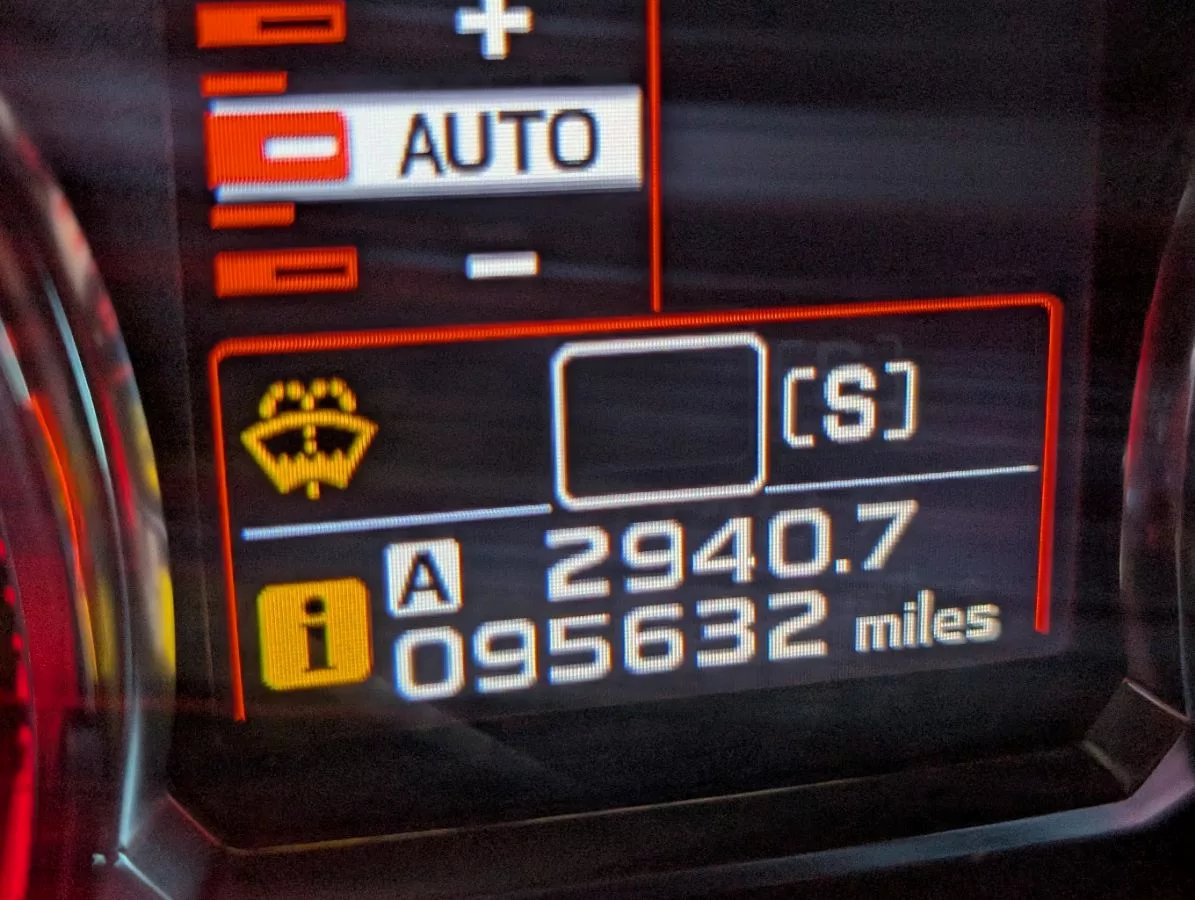 +
AUTO
-
[S]
A 2940.7
i 095632 miles